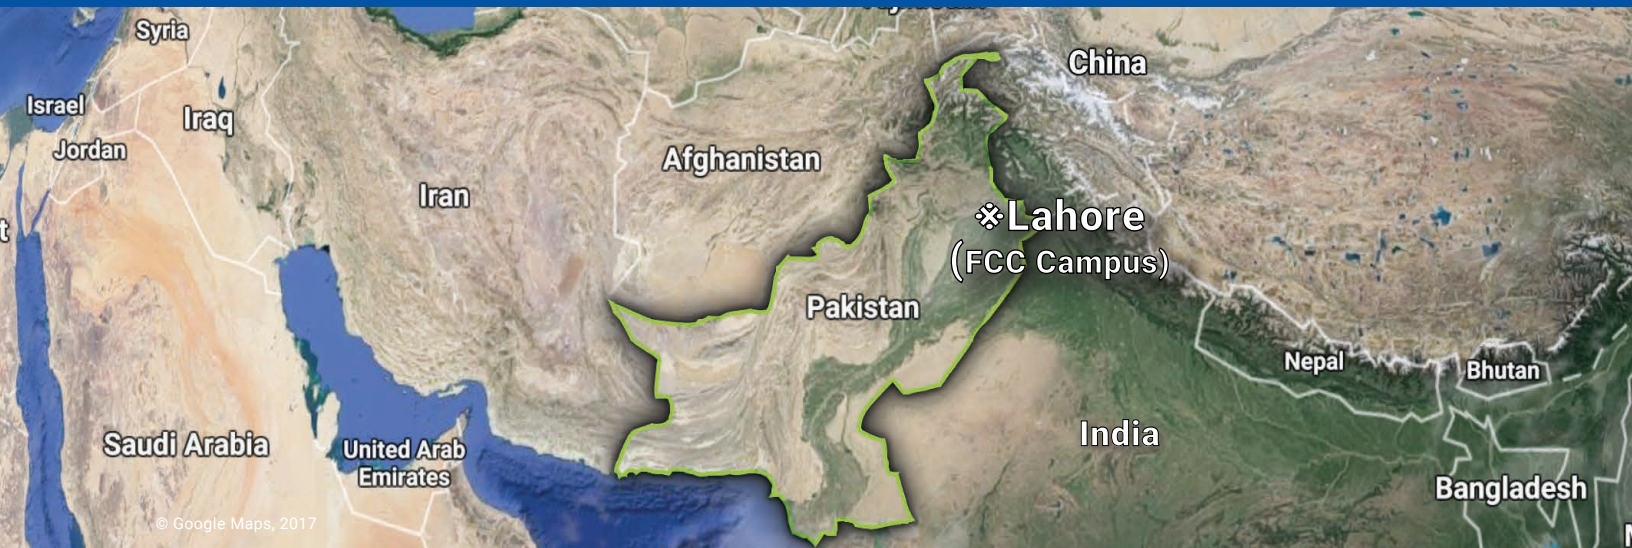 Syria
China
Israel
Iraq
Jordan
Afghanistan
Iran
※Lahore
(FCC Campus)
Pakistan
Nepal
Bhutan
India
Saudi Arabia
United Arab
Emirates
Bangladesh
© Google Maps, 2017